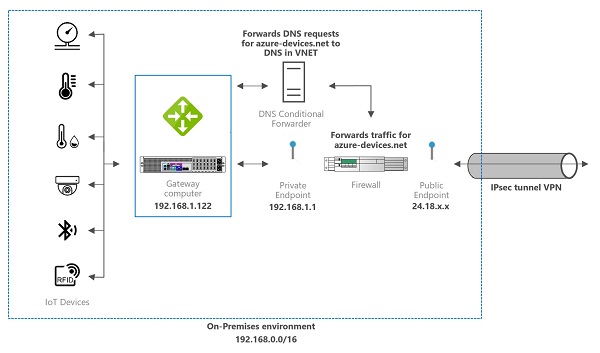 Forwards DNS requests
for azure-devices.net to
DNS in VNET
DNS Conditional
Forwarder
Forwards traffic for
azure-devices.net
Gateway
computer
192.168.1.122
Private
Endpoint
192.168.1.1
Firewall
Public
Endpoint
24.18.x.x
IPsec tunnel VPN
RFID
IoT Devices
On-Premises environment
192.168.0.0/16